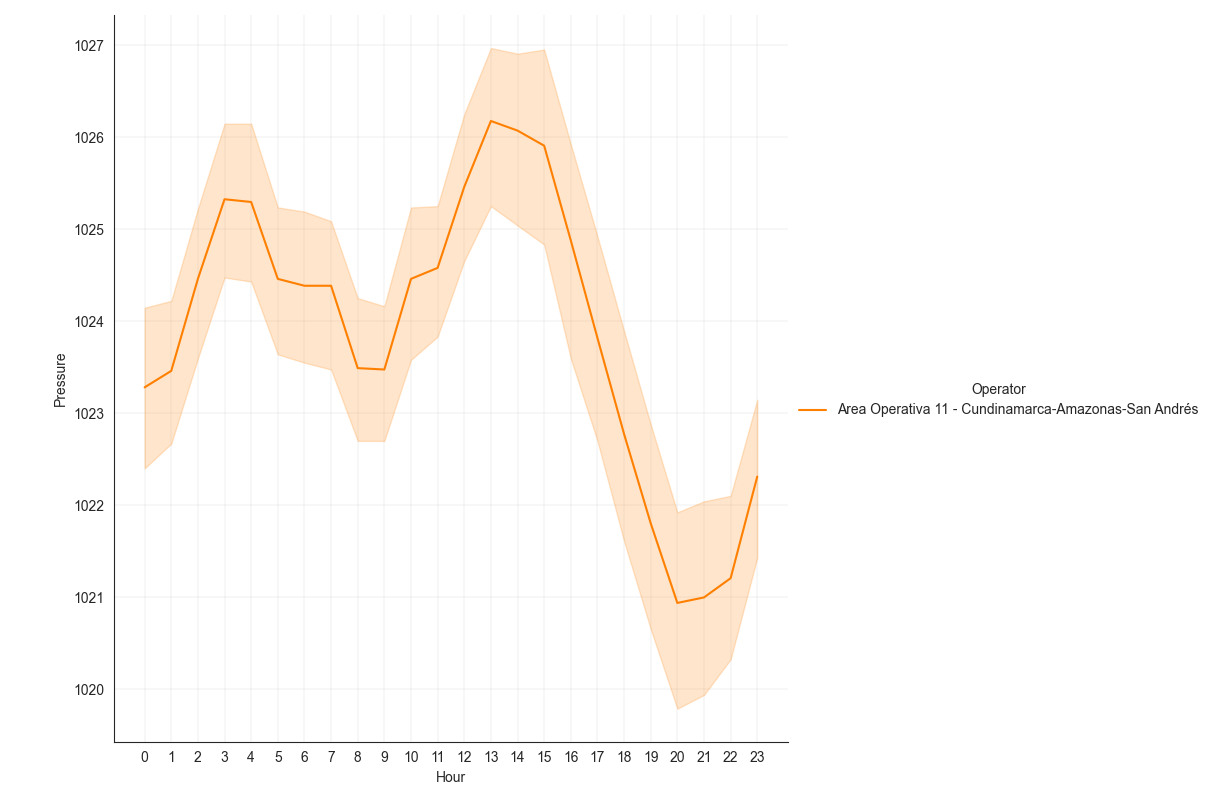 1027
1026
1025
1024
1023
1022
1021
1020
Pressure
0 1 2 3 4 5 6 7 8 9 10 11 12 13 14 15 16 17 18 19 20 21 22 23
Hour
Operator
Area Operativa 11 - Cundinamarca-Amazonas-San Andrés